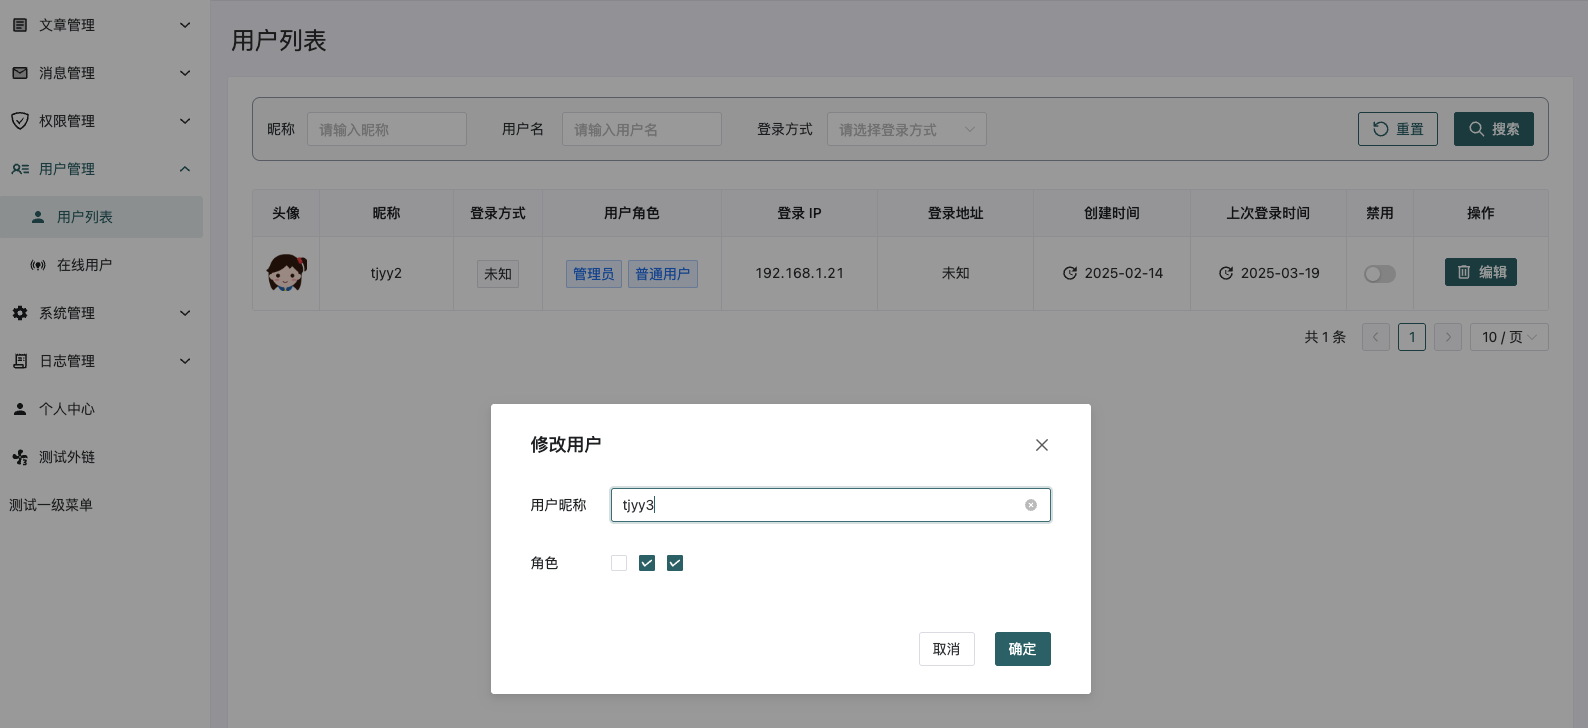 文章管理
消息管理
权限管理
用户管理
用户列表
在线用户
系统管理
日志管理
个人中心
测试外链
测试一级菜单
用户列表
昵称 请输入昵称 用户名 请输入用户名 登录方式 请选择登录方式 重置 搜索
头像 昵称 登录方式 用户角色 登录 IP 登录地址 创建时间 上次登录时间 禁用 操作
tjyy2 未知 管理员 普通用户 192.168.1.21 未知 2025-02-14 2025-03-19 编辑
共 1 条 1 10 / 页
修改用户
用户昵称 tjyy3
角色
取消 确定